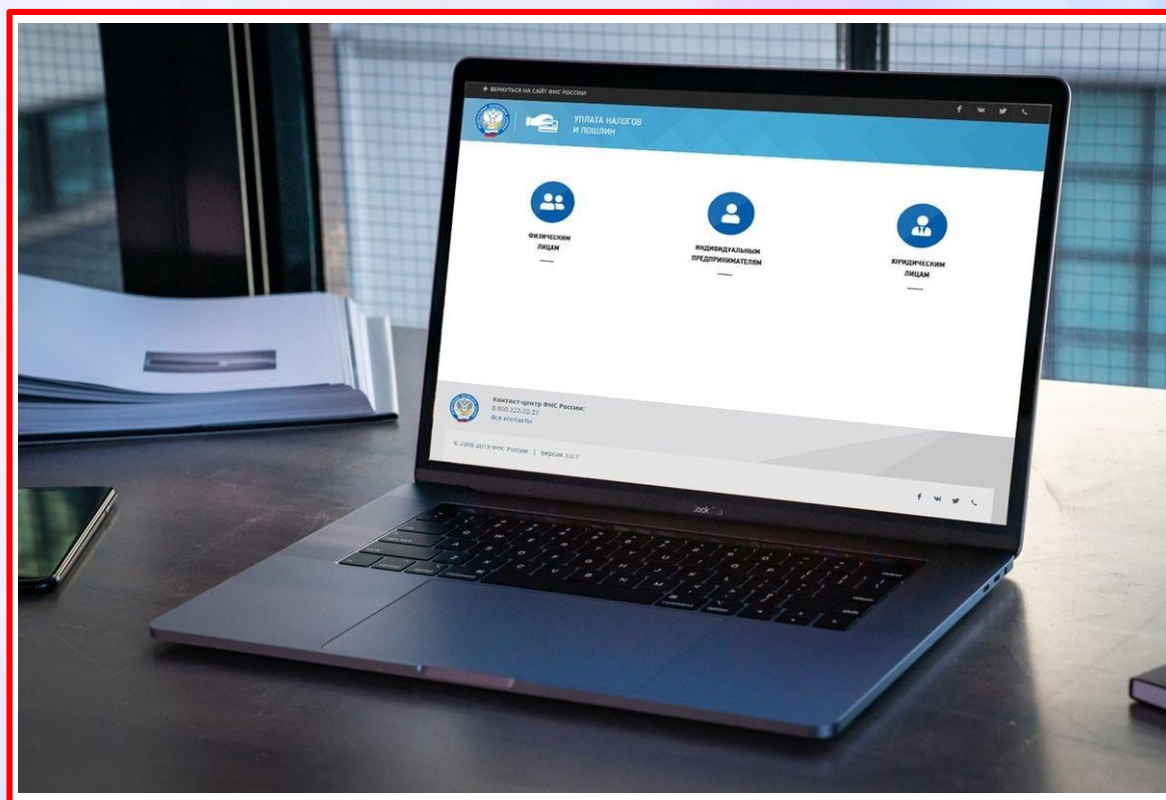 ВЕРНУТЬСЯ НА САЙТ ФНС РОССИИ
УПЛАТА НАЛОГОВ
И ПОШЛИН
ФИЗИЧЕСКИМ
ЛИЦАМ
ИНДИВИДУАЛЬНЫМ
ПРЕДПРИНИМАТЕЛЯМ
ЮРИДИЧЕСКИМ
ЛИЦАМ
Контакт-центр ФНС России:
8 800 222-22-22
Все контакты
© 2005-2019 ФНС России | Версия 3.0.7